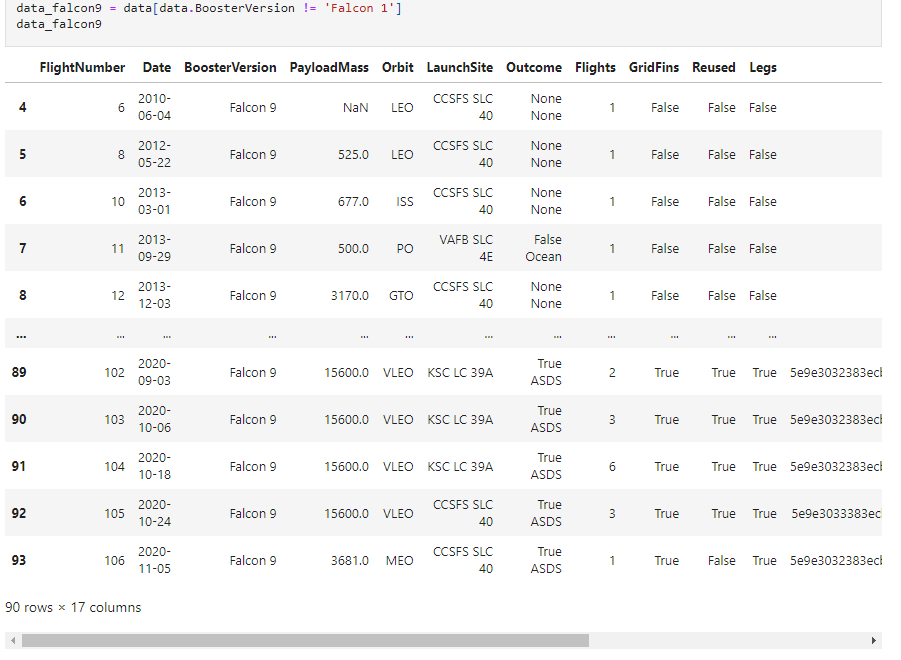 data_falcon9 = data[data.BoosterVersion != 'Falcon 1']
data_falcon9
FlightNumber Date BoosterVersion PayloadMass Orbit LaunchSite Outcome Flights GridFins Reused Legs
4 6 2010-06-04 Falcon 9 NaN LEO CCSFS SLC 40 None None 1 False False False
5 8 2012-05-22 Falcon 9 525.0 LEO CCSFS SLC 40 None None 1 False False False
6 10 2013-03-01 Falcon 9 677.0 ISS CCSFS SLC 40 None None 1 False False False
7 11 2013-09-29 Falcon 9 500.0 PO VAFB SLC 4E False Ocean 1 False False False
8 12 2013-12-03 Falcon 9 3170.0 GTO CCSFS SLC 40 None None 1 False False False
... ... ... ... ... ... ... ... ... ... ... ...
89 102 2020-09-03 Falcon 9 15600.0 VLEO KSC LC 39A True ASDS 2 True True True 5e9e3032383ecb
90 103 2020-10-06 Falcon 9 15600.0 VLEO KSC LC 39A True ASDS 3 True True True 5e9e3032383ecb
91 104 2020-10-18 Falcon 9 15600.0 VLEO KSC LC 39A True ASDS 6 True True True 5e9e3032383ecb
92 105 2020-10-24 Falcon 9 15600.0 VLEO CCSFS SLC 40 True ASDS 3 True True True 5e9e3033383ec
93 106 2020-11-05 Falcon 9 3681.0 MEO CCSFS SLC 40 True ASDS 1 True False True 5e9e3032383ecb
90 rows × 17 columns